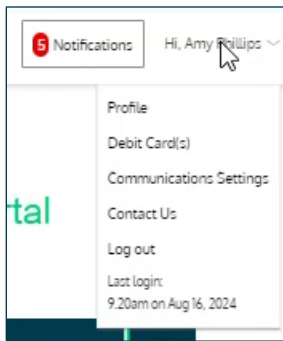 5 Notifications Hi, Amy Phillips
Profile
Debit Card(s)
Communications Settings
tal
Contact Us
Log out
Last login:
9.20am on Aug 16, 2024